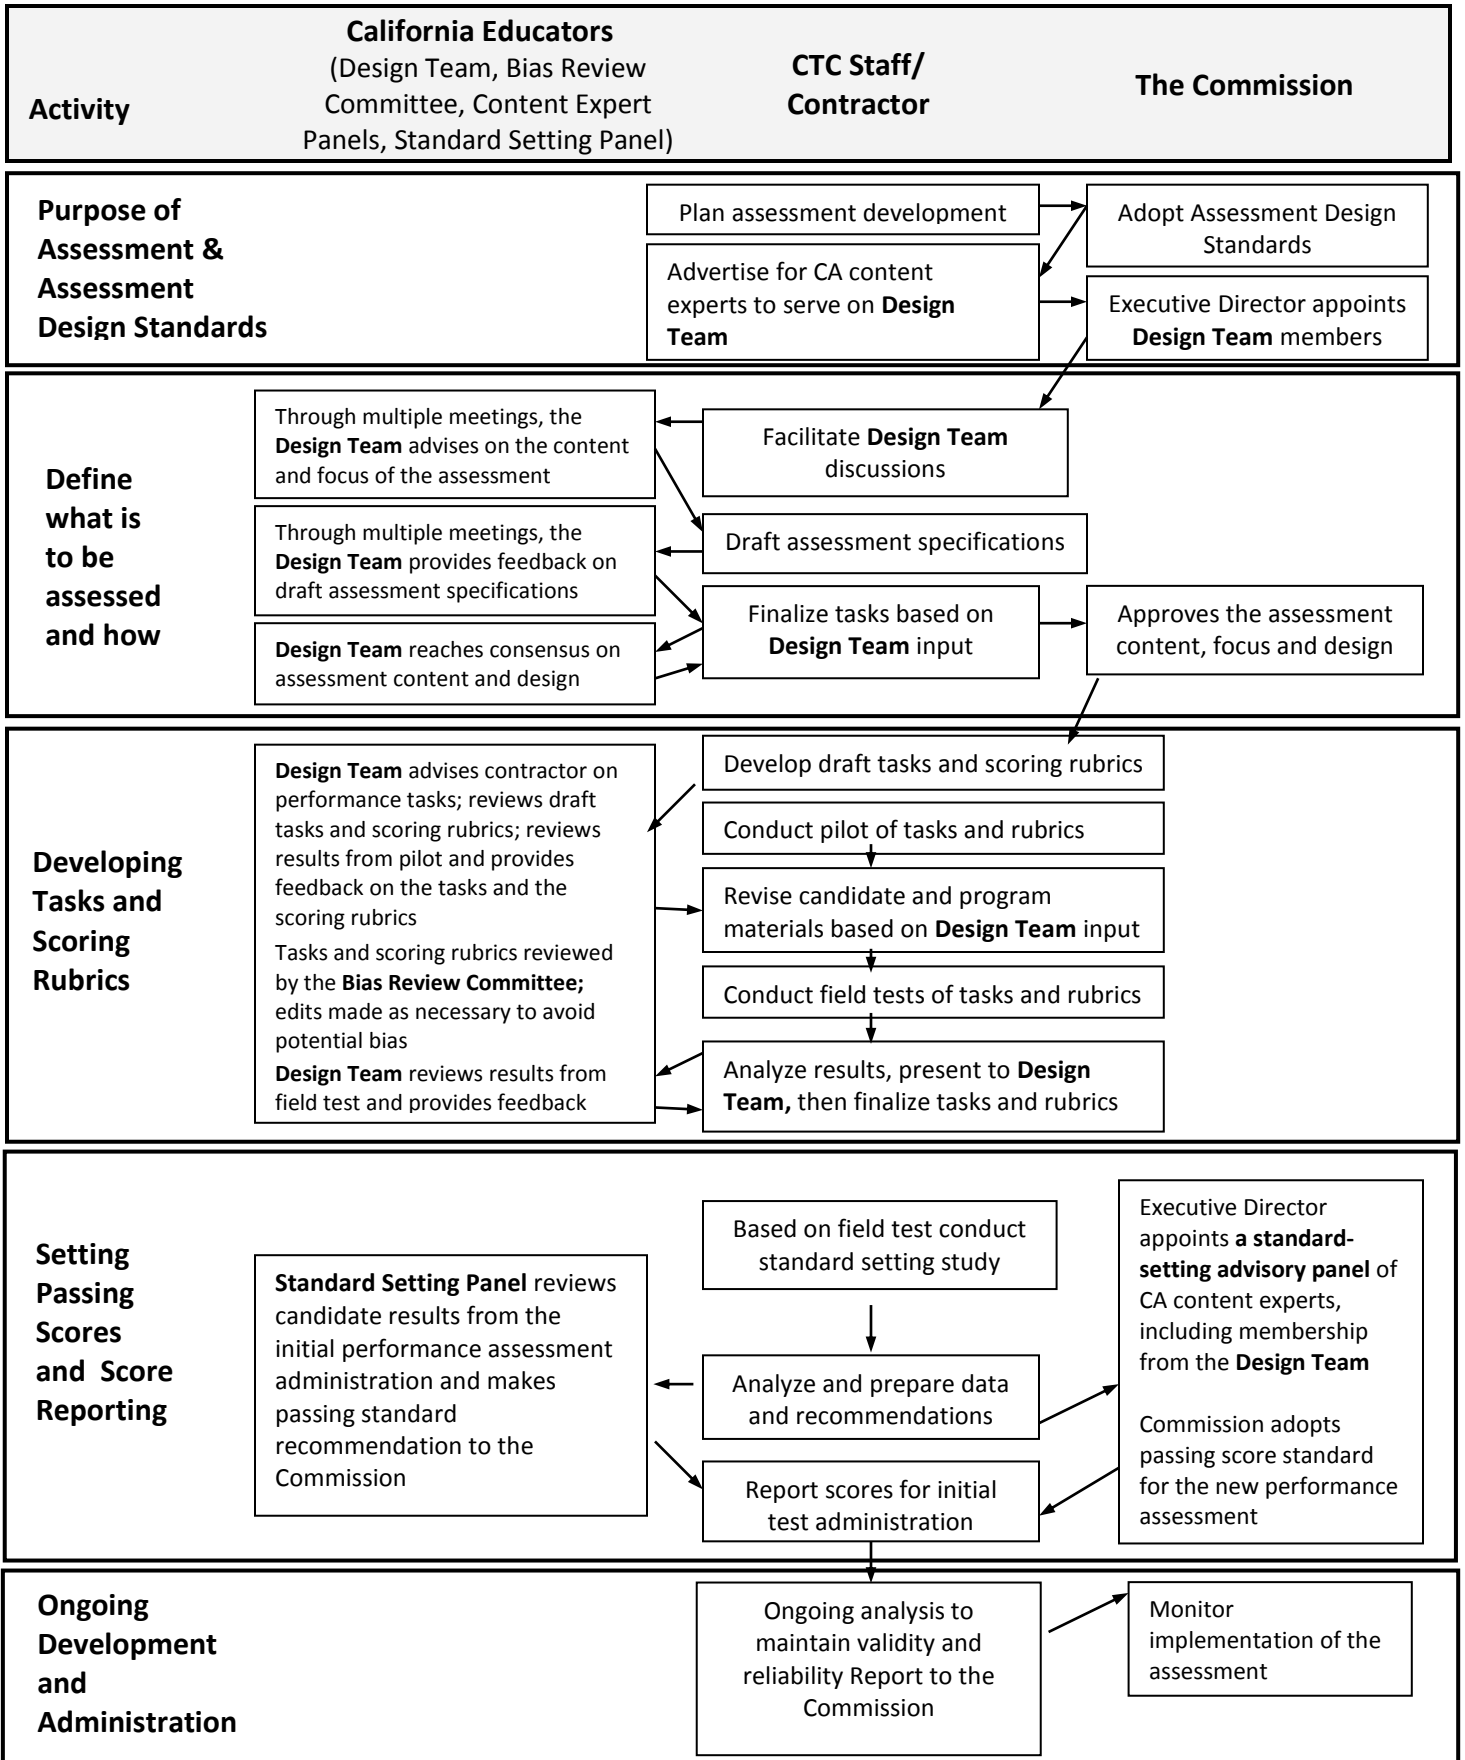 Activity
California Educators
(Design Team, Bias Review
Committee, Content Expert
Panels, Standard Setting Panel)
CTC Staff/
Contractor
The Commission
Purpose of
Assessment &
Assessment
Design Standards
Plan assessment development
Adopt Assessment Design
Standards
Advertise for CA content
experts to serve on Design
Team
Executive Director appoints
Design Team members
Define
what is
to be
assessed
and how
Through multiple meetings, the
Design Team advises on the content
and focus of the assessment
Facilitate Design Team
discussions
Through multiple meetings, the
Design Team provides feedback on
draft assessment specifications
Draft assessment specifications
Design Team reaches consensus on
assessment content and design
Finalize tasks based on
Design Team input
Approves the assessment
content, focus and design
Developing
Tasks and
Scoring
Rubrics
Design Team advises contractor on
performance tasks; reviews draft
tasks and scoring rubrics; reviews
results from pilot and provides
feedback on the tasks and the
scoring rubrics
Tasks and scoring rubrics reviewed
by the Bias Review Committee;
edits made as necessary to avoid
potential bias
Design Team reviews results from
field test and provides feedback
Develop draft tasks and scoring rubrics
Conduct pilot of tasks and rubrics
Revise candidate and program
materials based on Design Team input
Conduct field tests of tasks and rubrics
Analyze results, present to Design
Team, then finalize tasks and rubrics
Setting
Passing
Scores
and Score
Reporting
Standard Setting Panel reviews
candidate results from the
initial performance assessment
administration and makes
passing standard
recommendation to the
Commission
Based on field test conduct
standard setting study
Analyze and prepare data
and recommendations
Report scores for initial
test administration
Executive Director
appoints a standard-
setting advisory panel of
CA content experts,
including membership
from the Design Team
Commission adopts
passing score standard
for the new performance
assessment
Ongoing
Development
and
Administration
Ongoing analysis to
maintain validity and
reliability Report to the
Commission
Monitor
implementation of the
assessment